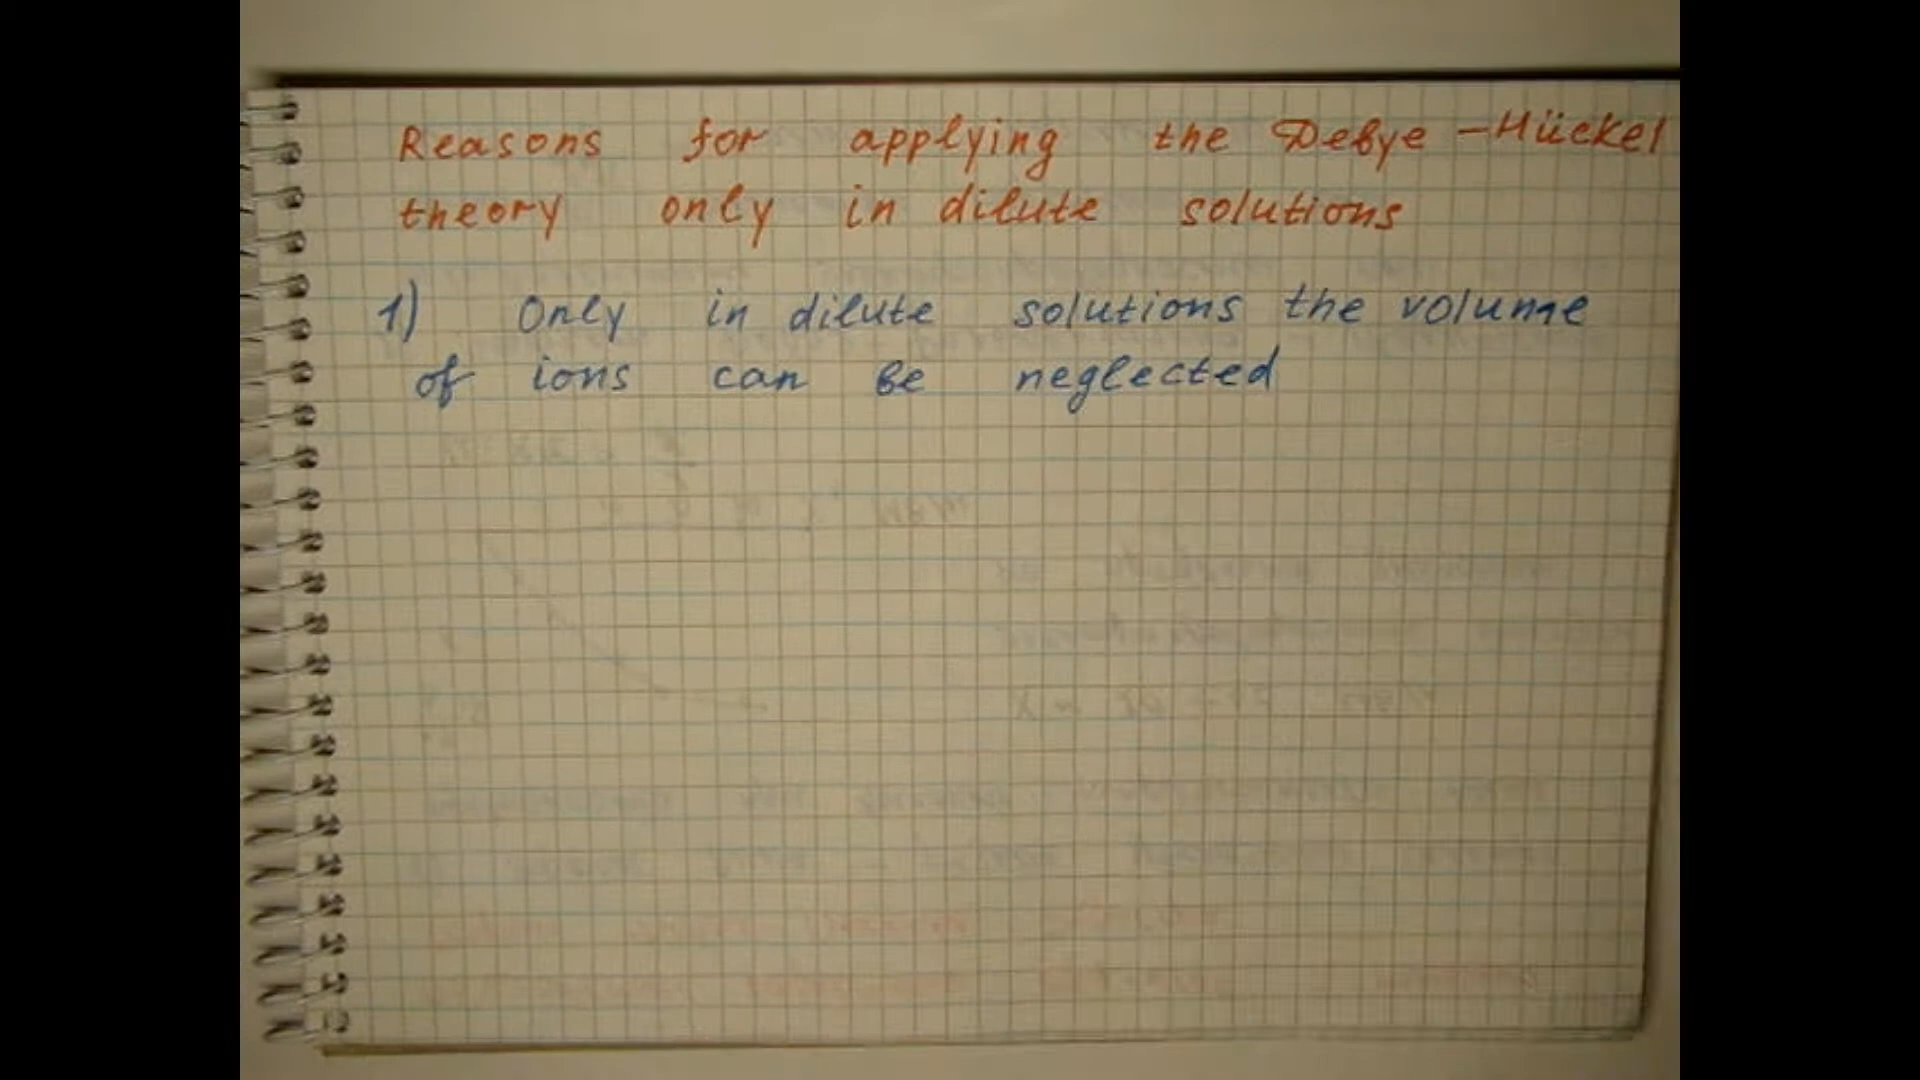 Reasons for applying the Debye - Hückel
theory only in dilute solutions
1) Only in dilute solutions the volume
of ions can be neglected